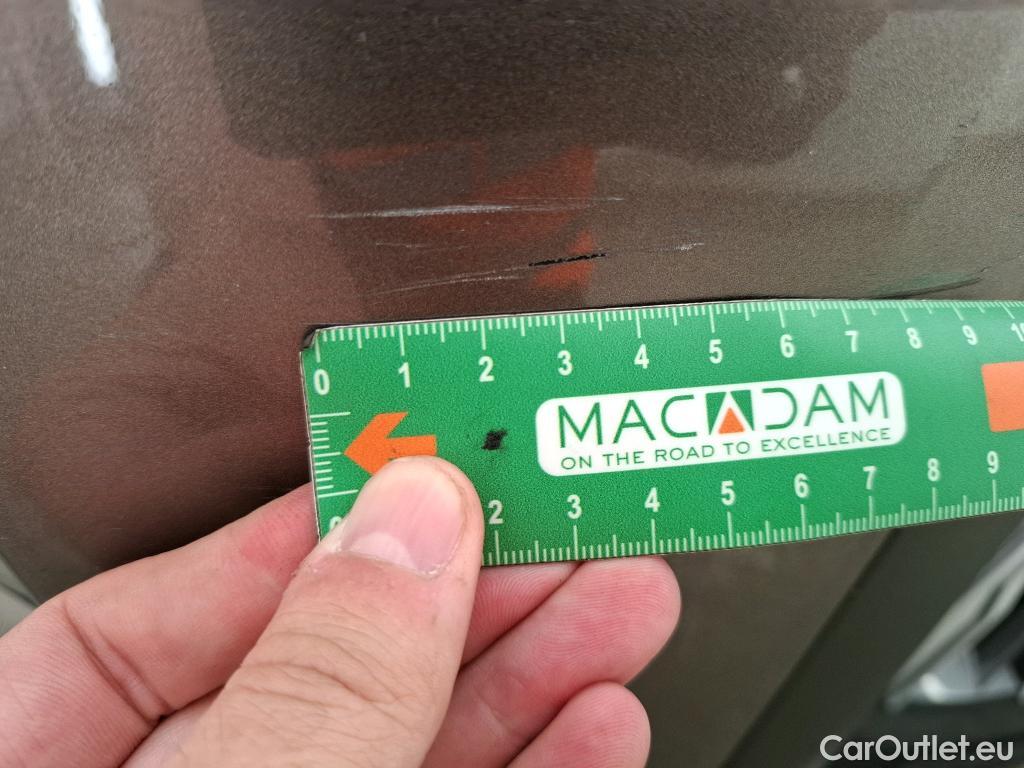 0 1 2 3 4 5 6 7 8 9 10
MACADAM
ON THE ROAD TO EXCELLENCE
2 3 4 5 6 7 8 9
CarOutlet.eu